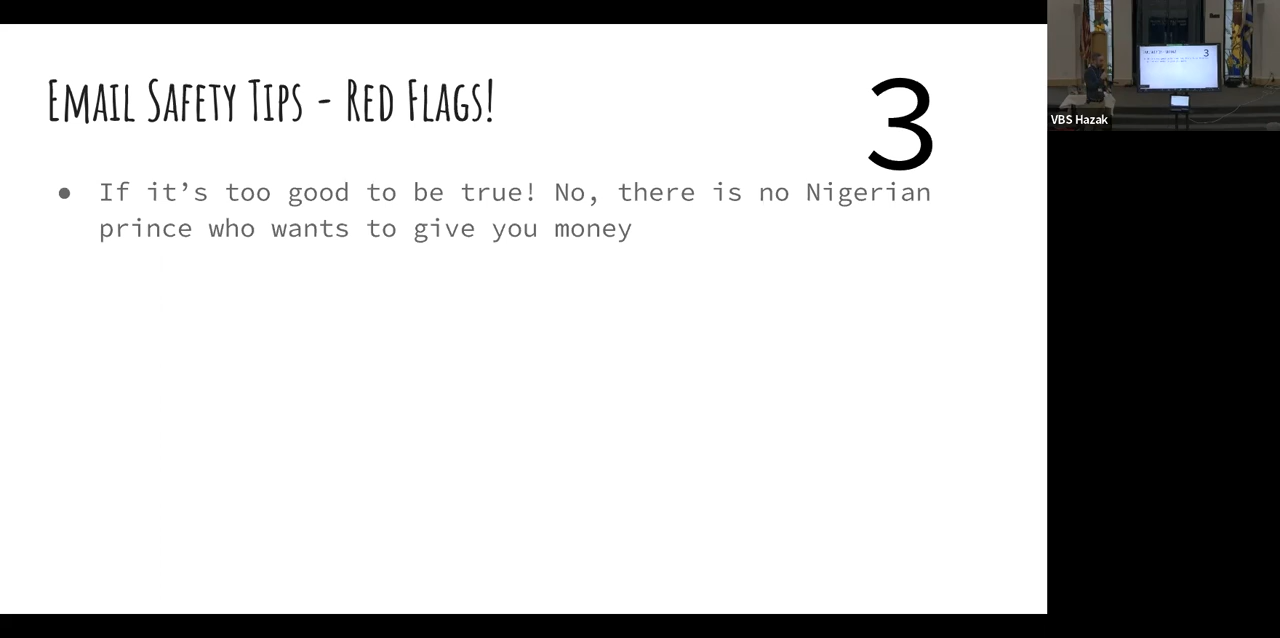 Email Safety Tips - Red Flags!
3
● If it's too good to be true! No, there is no Nigerian
prince who wants to give you money
VBS Hazak
3